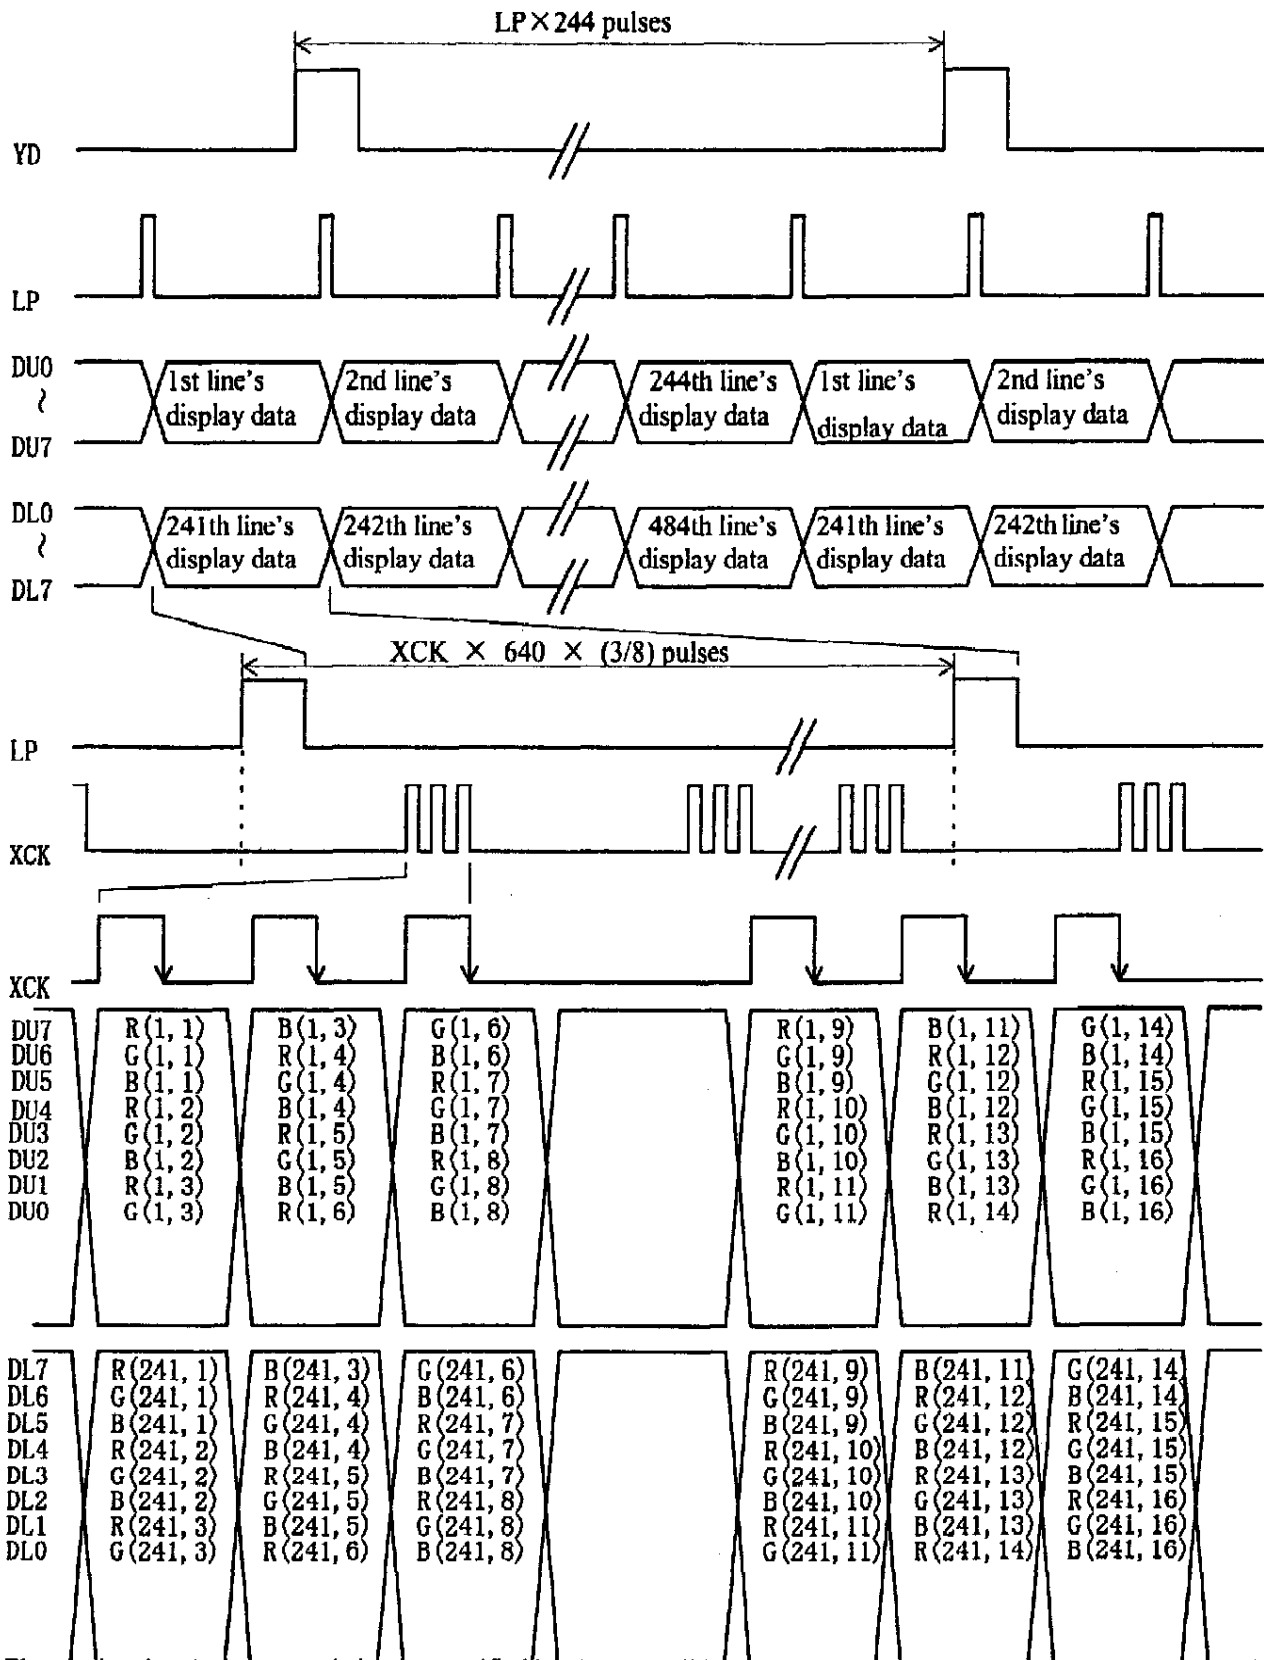 LP×244 pulses
YD
LP
DU0 ~ DU7
1st line's display data
2nd line's display data
244th line's display data
1st line's display data
2nd line's display data
DL0 ~ DL7
241th line's display data
242th line's display data
484th line's display data
241th line's display data
242th line's display data
XCK × 640 × (3/8) pulses
LP
XCK
XCK
DU7 R(1, 1) B(1, 3) G(1, 6) R(1, 9) B(1, 11) G(1, 14)
DU6 G(1, 1) R(1, 4) B(1, 6) G(1, 9) R(1, 12) B(1, 14)
DU5 B(1, 1) G(1, 4) R(1, 7) B(1, 9) G(1, 12) R(1, 15)
DU4 R(1, 2) B(1, 4) G(1, 7) R(1, 10) B(1, 12) G(1, 15)
DU3 G(1, 2) R(1, 5) B(1, 7) G(1, 10) R(1, 13) B(1, 15)
DU2 B(1, 2) G(1, 5) R(1, 8) B(1, 10) G(1, 13) R(1, 16)
DU1 R(1, 3) B(1, 5) G(1, 8) R(1, 11) B(1, 13) G(1, 16)
DU0 G(1, 3) R(1, 6) B(1, 8) G(1, 11) R(1, 14) B(1, 16)
DL7 R(241, 1) B(241, 3) G(241, 6) R(241, 9) B(241, 11) G(241, 14)
DL6 G(241, 1) R(241, 4) B(241, 6) G(241, 9) R(241, 12) B(241, 14)
DL5 B(241, 1) G(241, 4) R(241, 7) B(241, 9) G(241, 12) R(241, 15)
DL4 R(241, 2) B(241, 4) G(241, 7) R(241, 10) B(241, 12) G(241, 15)
DL3 G(241, 2) R(241, 5) B(241, 7) G(241, 10) R(241, 13) B(241, 15)
DL2 B(241, 2) G(241, 5) R(241, 8) B(241, 10) G(241, 13) R(241, 16)
DL1 R(241, 3) B(241, 5) G(241, 8) R(241, 11) B(241, 13) G(241, 16)
DL0 G(241, 3) R(241, 6) B(241, 8) G(241, 11) R(241, 14) B(241, 16)